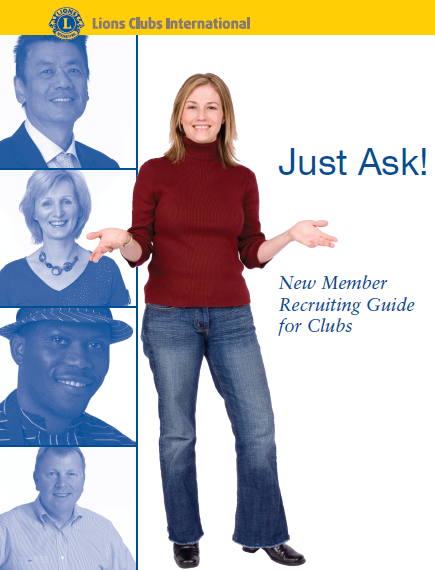 Lions Clubs International
Just Ask!
New Member
Recruiting Guide
for Clubs